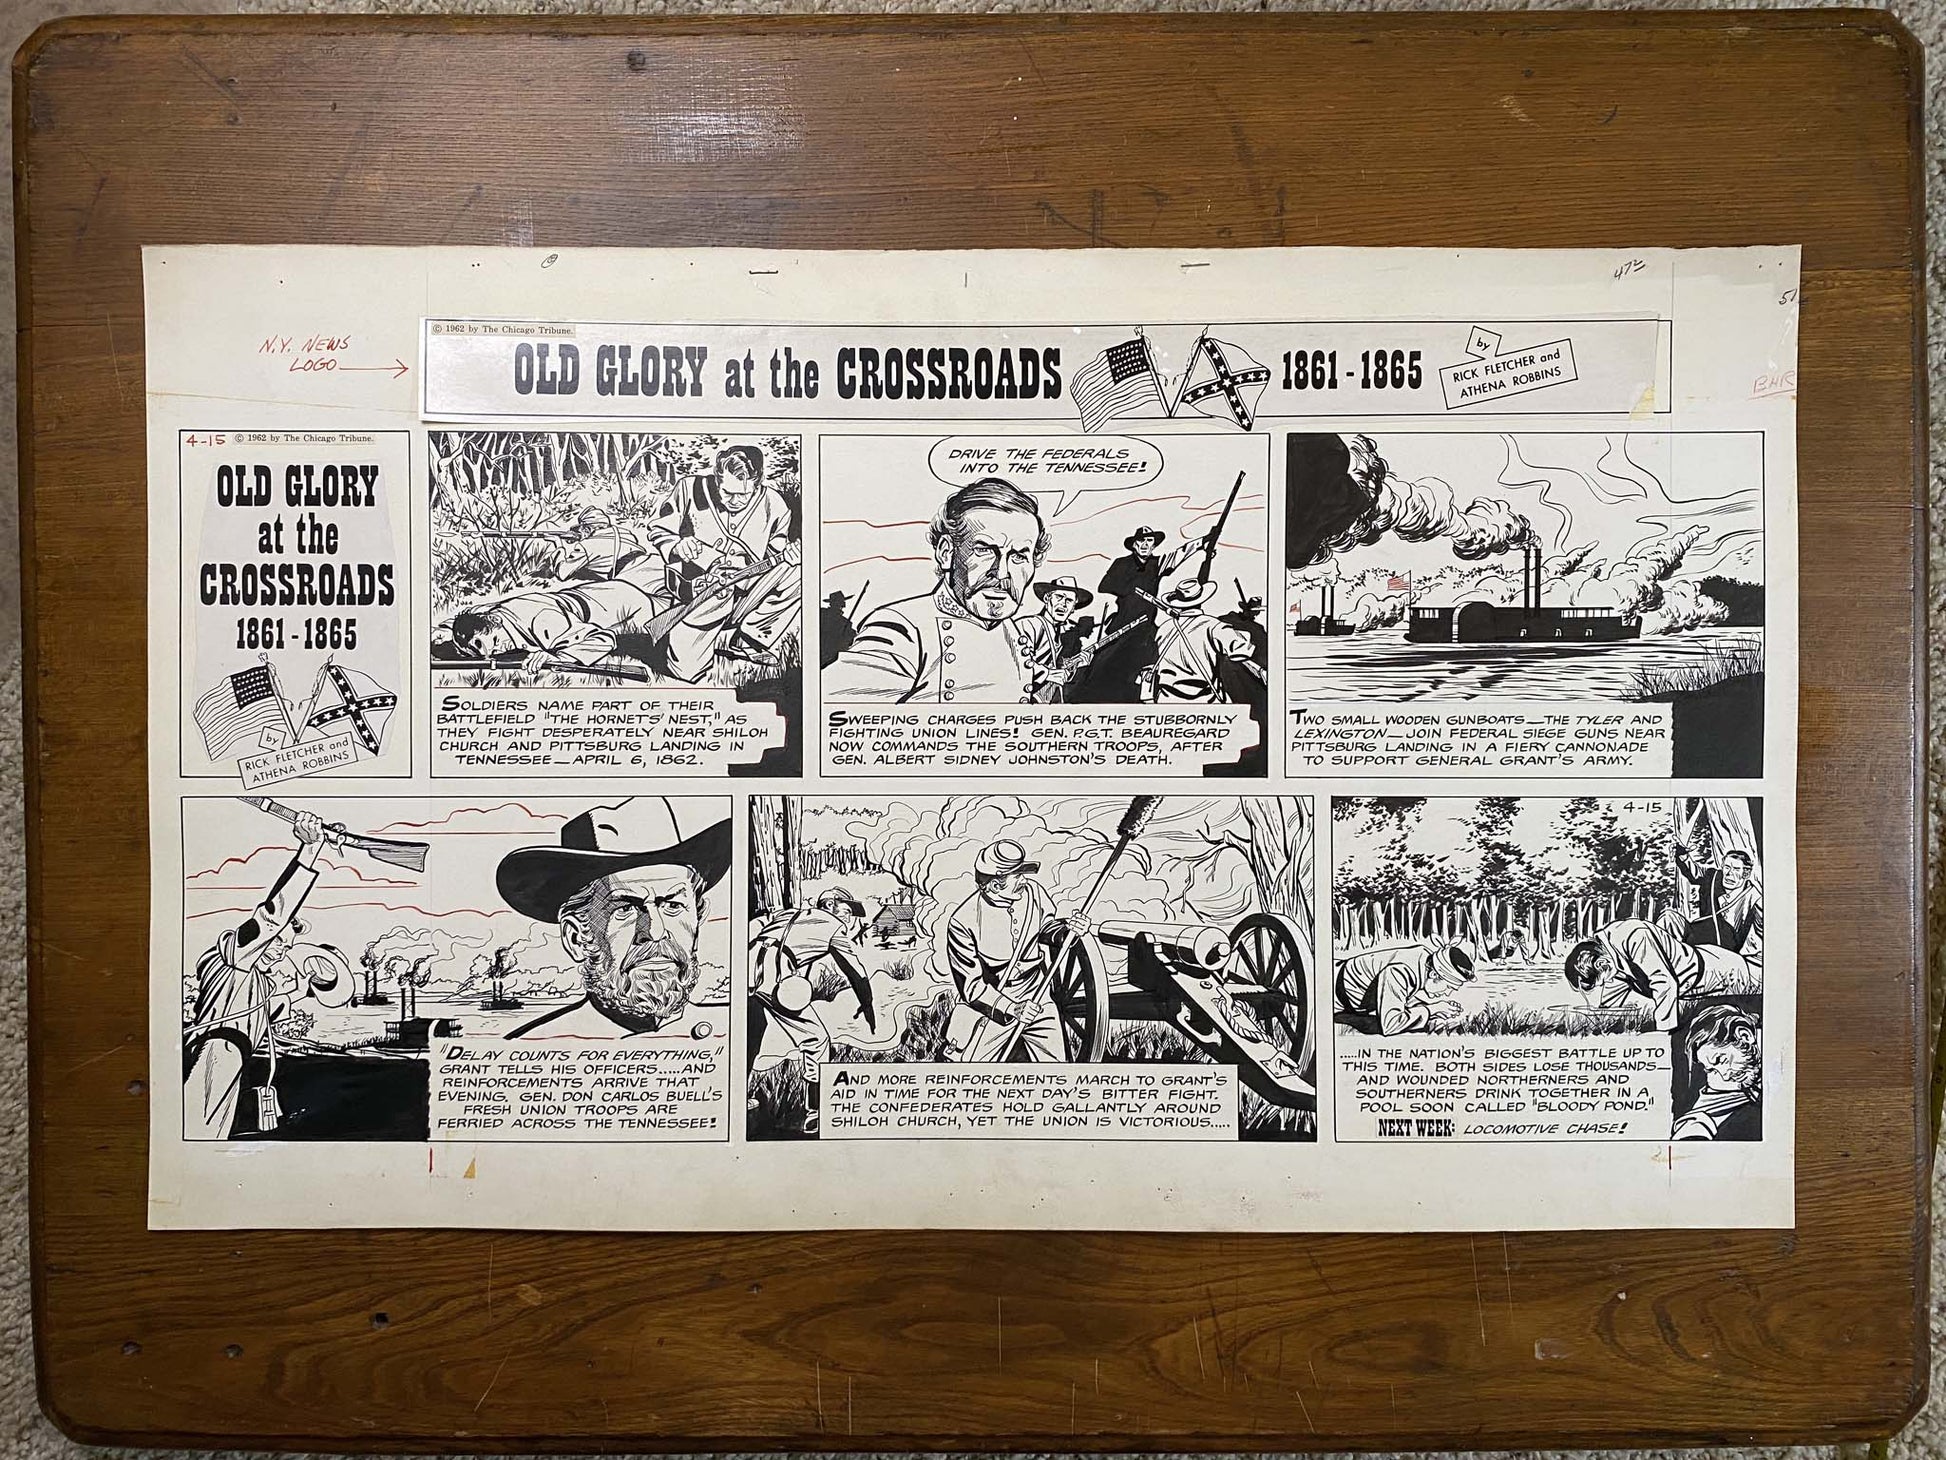 47½
51
N.Y. NEWS
LOGO
© 1962 by The Chicago Tribune.
OLD GLORY at the CROSSROADS 1861-1865
by
RICK FLETCHER and
ATHENA ROBBINS
BHR
4-15 © 1962 by The Chicago Tribune.
OLD GLORY
at the
CROSSROADS
1861-1865
by
RICK FLETCHER and
ATHENA ROBBINS
SOLDIERS NAME PART OF THEIR
BATTLEFIELD "THE HORNETS' NEST," AS
THEY FIGHT DESPERATELY NEAR SHILOH
CHURCH AND PITTSBURG LANDING IN
TENNESSEE—APRIL 6, 1862.
DRIVE THE FEDERALS
INTO THE TENNESSEE!
SWEEPING CHARGES PUSH BACK THE STUBBORNLY
FIGHTING UNION LINES! GEN. P.G.T. BEAUREGARD
NOW COMMANDS THE SOUTHERN TROOPS, AFTER
GEN. ALBERT SIDNEY JOHNSTON'S DEATH.
TWO SMALL WOODEN GUNBOATS—THE TYLER AND
LEXINGTON—JOIN FEDERAL SIEGE GUNS NEAR
PITTSBURG LANDING IN A FIERY CANNONADE
TO SUPPORT GENERAL GRANT'S ARMY.
"DELAY COUNTS FOR EVERYTHING,"
GRANT TELLS HIS OFFICERS.....AND
REINFORCEMENTS ARRIVE THAT
EVENING. GEN. DON CARLOS BUELL'S
FRESH UNION TROOPS ARE
FERRIED ACROSS THE TENNESSEE!
AND MORE REINFORCEMENTS MARCH TO GRANT'S
AID IN TIME FOR THE NEXT DAY'S BITTER FIGHT.
THE CONFEDERATES HOLD GALLANTLY AROUND
SHILOH CHURCH, YET THE UNION IS VICTORIOUS.....
4-15
.....IN THE NATION'S BIGGEST BATTLE UP TO
THIS TIME. BOTH SIDES LOSE THOUSANDS—
AND WOUNDED NORTHERNERS AND
SOUTHERNERS DRINK TOGETHER IN A
POOL SOON CALLED "BLOODY POND."
NEXT WEEK: LOCOMOTIVE CHASE!